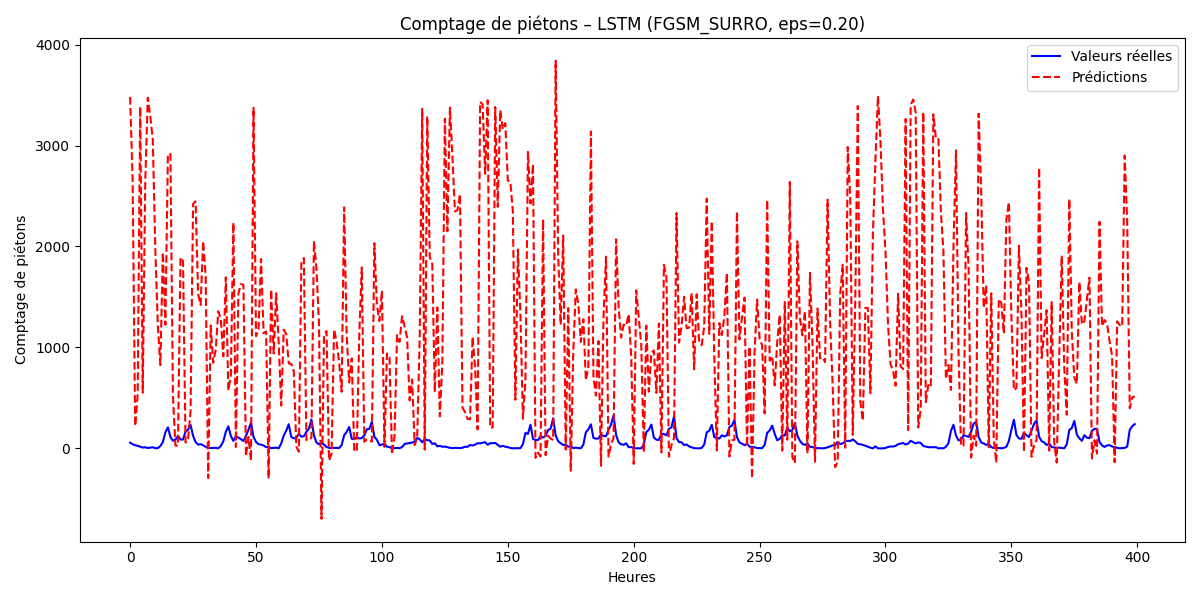 Comptage de piétons – LSTM (FGSM_SURRO, eps=0.20)
Valeurs réelles
Prédictions
Comptage de piétons
4000
3000
2000
1000
0
0 50 100 150 200 250 300 350 400
Heures